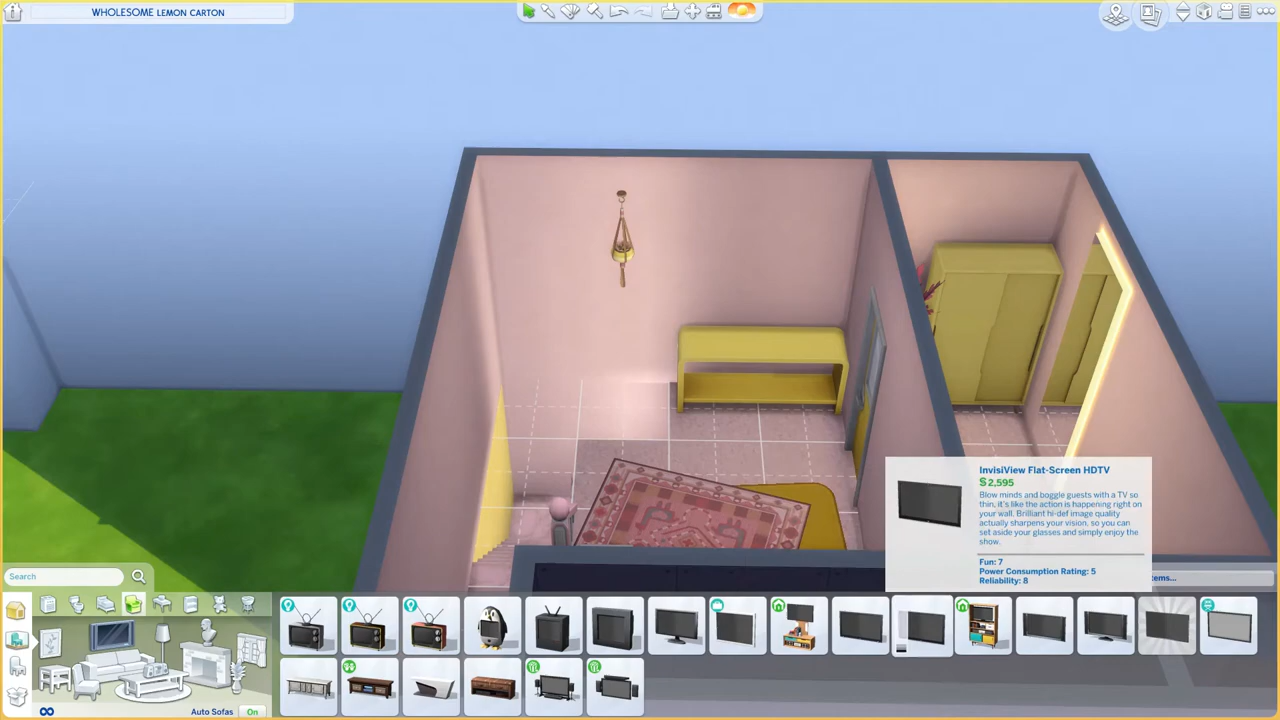 WHOLESOME LEMON CARTON
InvisiView Flat-Screen HDTV
§2,595
Blow minds and boggle guests with a TV so
thin, it's like the action is happening right on
your wall. Brilliant hi-def image quality
actually sharpens your vision, so you can
set aside your glasses and simply enjoy the
show.
Fun: 7
Power Consumption Rating: 5
Reliability: 8
Search
tems...
Auto Sofas
On